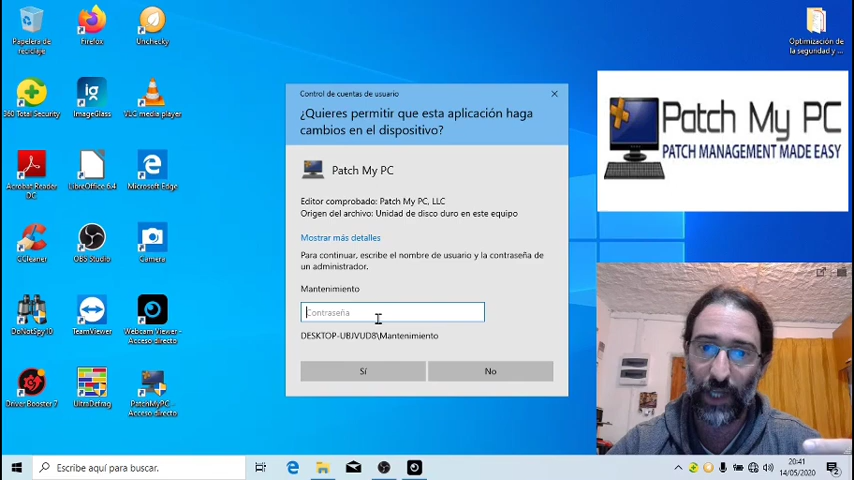 Papelera de
reciclaje
Firefox
Unchecky
Optimización de
la seguridad y ...
360 Total Security
ImageGlass
VLC media player
Acrobat Reader
DC
LibreOffice 6.4
Microsoft Edge
CCleaner
OBS Studio
Camera
DoNotSpy10
TeamViewer
Webcam Viewer -
Acceso directo
Driver Booster 7
UltraDefrag
PatchMyPC -
Acceso directo
Control de cuentas de usuario
¿Quieres permitir que esta aplicación haga
cambios en el dispositivo?
Patch My PC
Editor comprobado: Patch My PC, LLC
Origen del archivo: Unidad de disco duro en este equipo
Mostrar más detalles
Para continuar, escribe el nombre de usuario y la contraseña de
un administrador.
Mantenimiento
Contraseña
DESKTOP-UBJVUD8\Mantenimiento
Sí
No
Patch My PC
PATCH MANAGEMENT MADE EASY
Escribe aquí para buscar.
20:41
14/05/2020
2